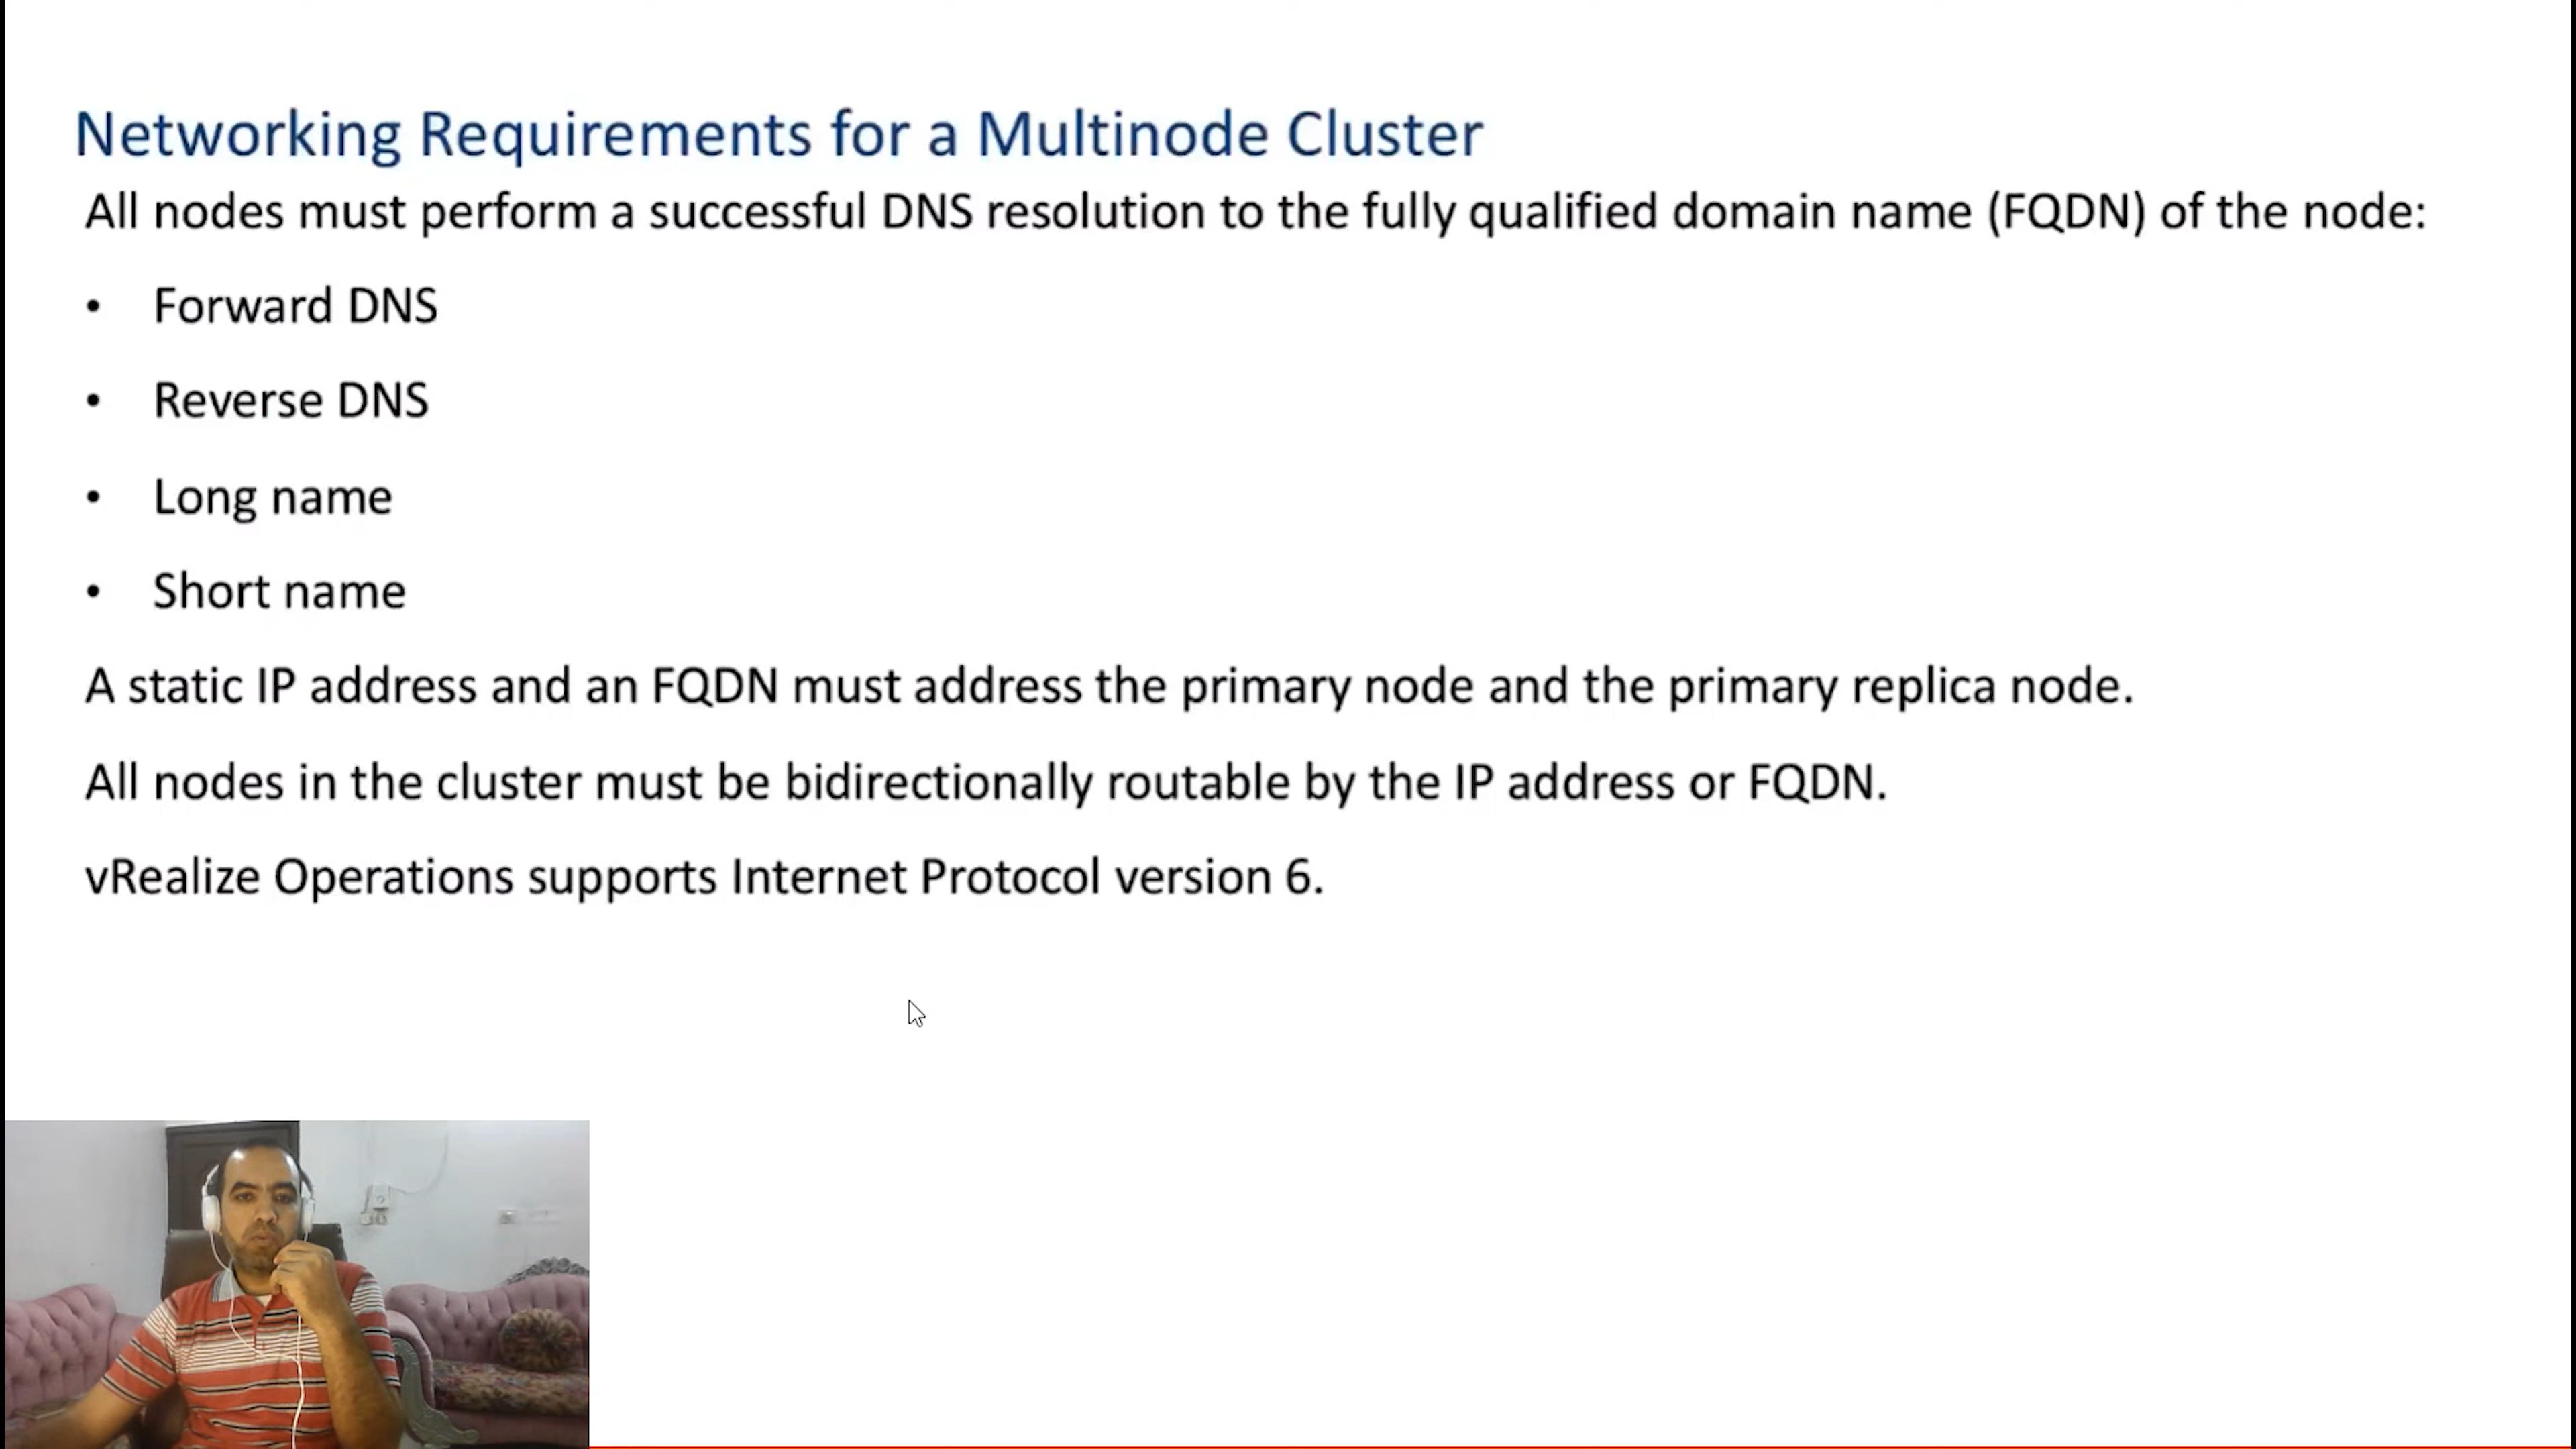 Networking Requirements for a Multinode Cluster
All nodes must perform a successful DNS resolution to the fully qualified domain name (FQDN) of the node:
• Forward DNS
• Reverse DNS
• Long name
• Short name
A static IP address and an FQDN must address the primary node and the primary replica node.
All nodes in the cluster must be bidirectionally routable by the IP address or FQDN.
vRealize Operations supports Internet Protocol version 6.